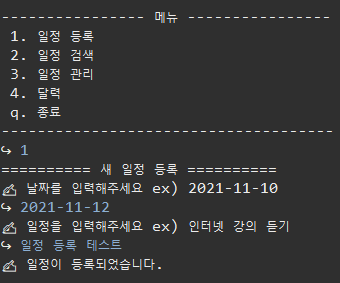 ---------------- 메뉴 ----------------
1. 일정 등록
2. 일정 검색
3. 일정 관리
4. 달력
q. 종료
-------------------------------------
↪ 1
========== 새 일정 등록 ==========
✍ 날짜을 입력해주세요 ex) 2021-11-10
↪ 2021-11-12
✍ 일정을 입력해주세요 ex) 인터넷 강의 듣기
↪ 일정 등록 테스트
✍ 일정이 등록되었습니다.